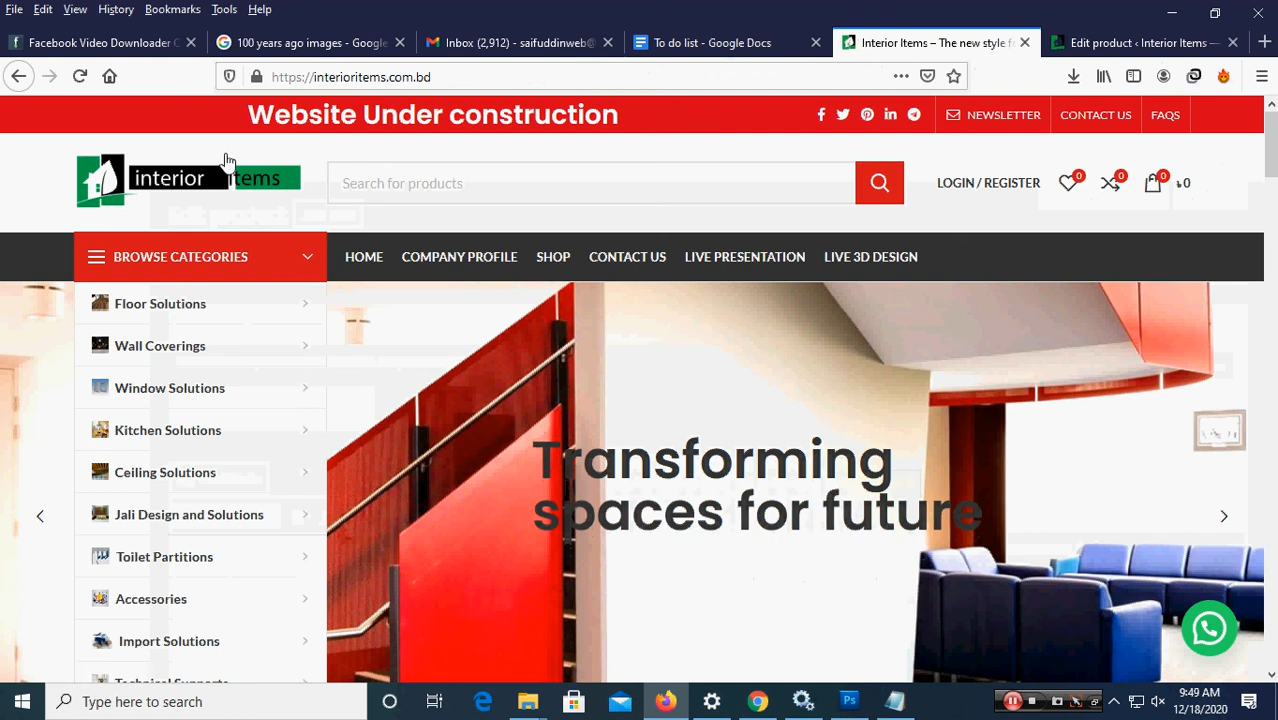 File Edit View History Bookmarks Tools Help
Facebook Video Downloader
100 years ago images - Google
Inbox (2,912) - saifuddinweb@
To do list - Google Docs
Interior Items – The new style f
Edit product ‹ Interior Items —
https://interioritems.com.bd
Website Under construction
NEWSLETTER
CONTACT US
FAQS
interior items
Search for products
LOGIN / REGISTER
0
0
0
৳ 0
BROWSE CATEGORIES
HOME
COMPANY PROFILE
SHOP
CONTACT US
LIVE PRESENTATION
LIVE 3D DESIGN
Floor Solutions
Wall Coverings
Window Solutions
Kitchen Solutions
Ceiling Solutions
Jali Design and Solutions
Toilet Partitions
Accessories
Import Solutions
Technical Supports
Transforming
spaces for future
Type here to search
9:49 AM
12/18/2020